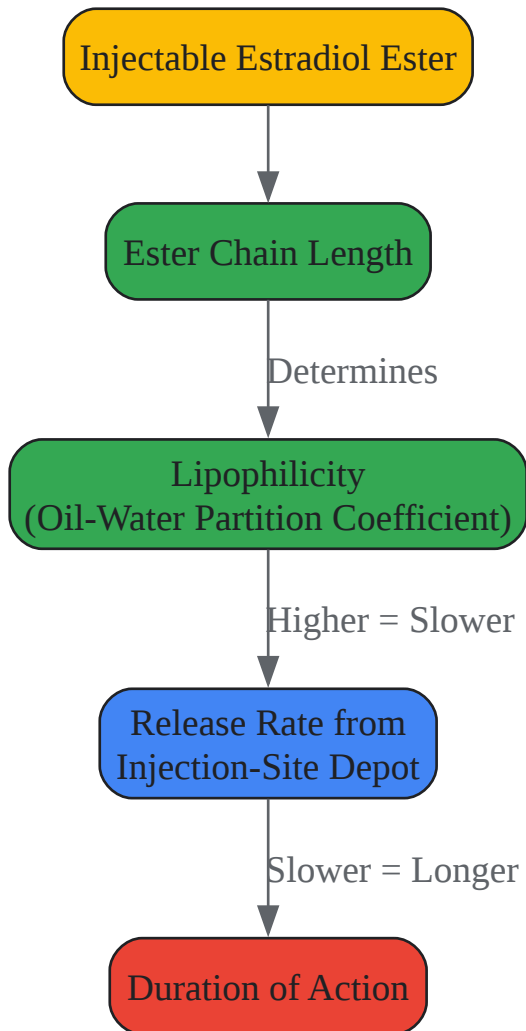 Injectable Estradiol Ester
Ester Chain Length
Determines
Lipophilicity
(Oil-Water Partition Coefficient)
Higher = Slower
Release Rate from
Injection-Site Depot
Slower = Longer
Duration of Action